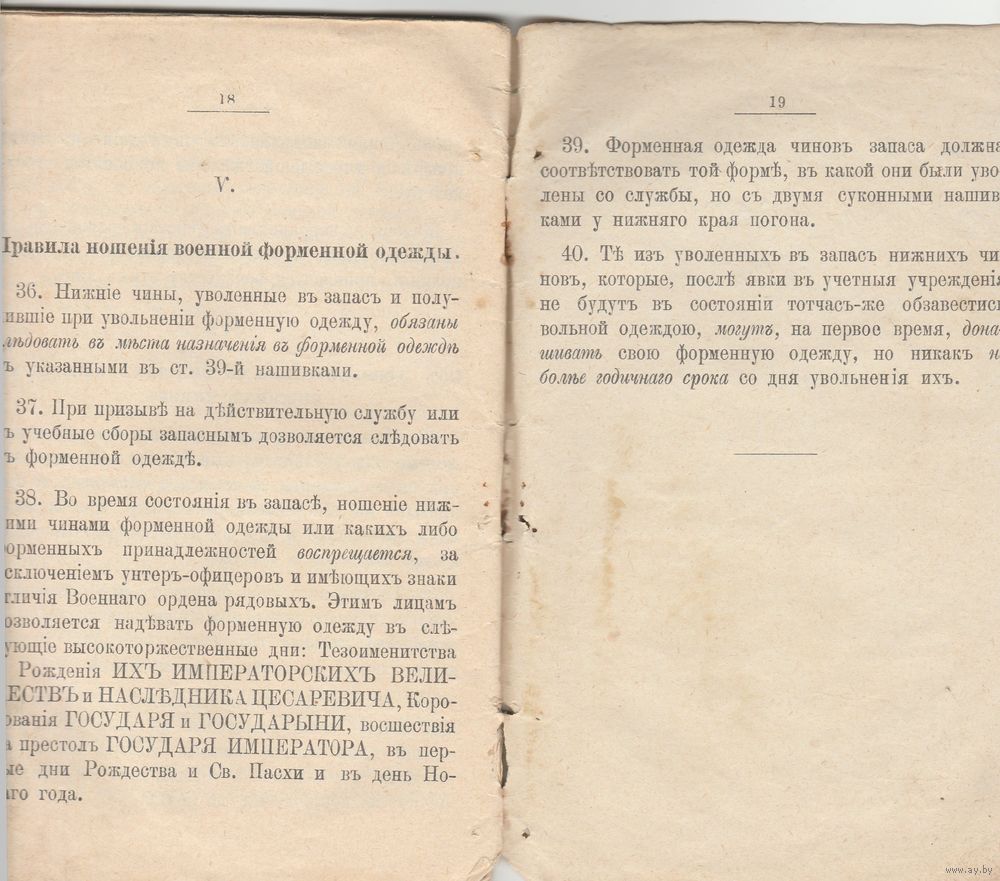 18
V.
Правила ношенія военной форменной одежды.
36. Нижніе чины, уволенные въ запасъ и полу-
ившіе при увольненіи форменную одежду, обязаны
лѣдовать въ мѣста назначенія въ форменной одеждѣ
ъ указанными въ ст. 39-й нашивками.
37. При призывѣ на дѣйствительную службу или
ъ учебные сборы запаснымъ дозволяется слѣдовать
ъ форменной одеждѣ.
38. Во время состоянія въ запасѣ, ношеніе ниж-
ими чинами форменной одежды или какихъ либо
орменныхъ принадлежностей воспрещается, за
сключеніемъ унтеръ-офицеровъ и имѣющихъ знаки
тличія Военнаго ордена рядовыхъ. Этимъ лицамъ
озволяется надѣвать форменную одежду въ слѣ-
ующіе высокоторжественные дни: Тезоименитства
Рожденія ИХЪ ИМПЕРАТОРСКИХЪ ВЕЛИ-
ЕСТВЪ и НАСЛѢДНИКА ЦЕСАРЕВИЧА, Коро-
ованія ГОСУДАРЯ и ГОСУДАРЫНИ, восшествія
а престолъ ГОСУДАРЯ ИМПЕРАТОРА, въ пер-
ые дни Рождества и Св. Пасхи и въ день Но-
аго года.
19
39. Форменная одежда чиновъ запаса должна
соотвѣтствовать той формѣ, въ какой они были уво-
лены со службы, но съ двумя суконными нашив-
ками у нижняго края погона.
40. Тѣ изъ уволенныхъ въ запасъ нижнихъ чи
новъ, которые, послѣ явки въ учетныя учрежденія
не будутъ въ состояніи тотчасъ-же обзавестись
вольной одеждою, могутъ, на первое время, дона-
шивать свою форменную одежду, но никакъ н
болѣе годичнаго срока со дня увольненія ихъ.
www.ay.by